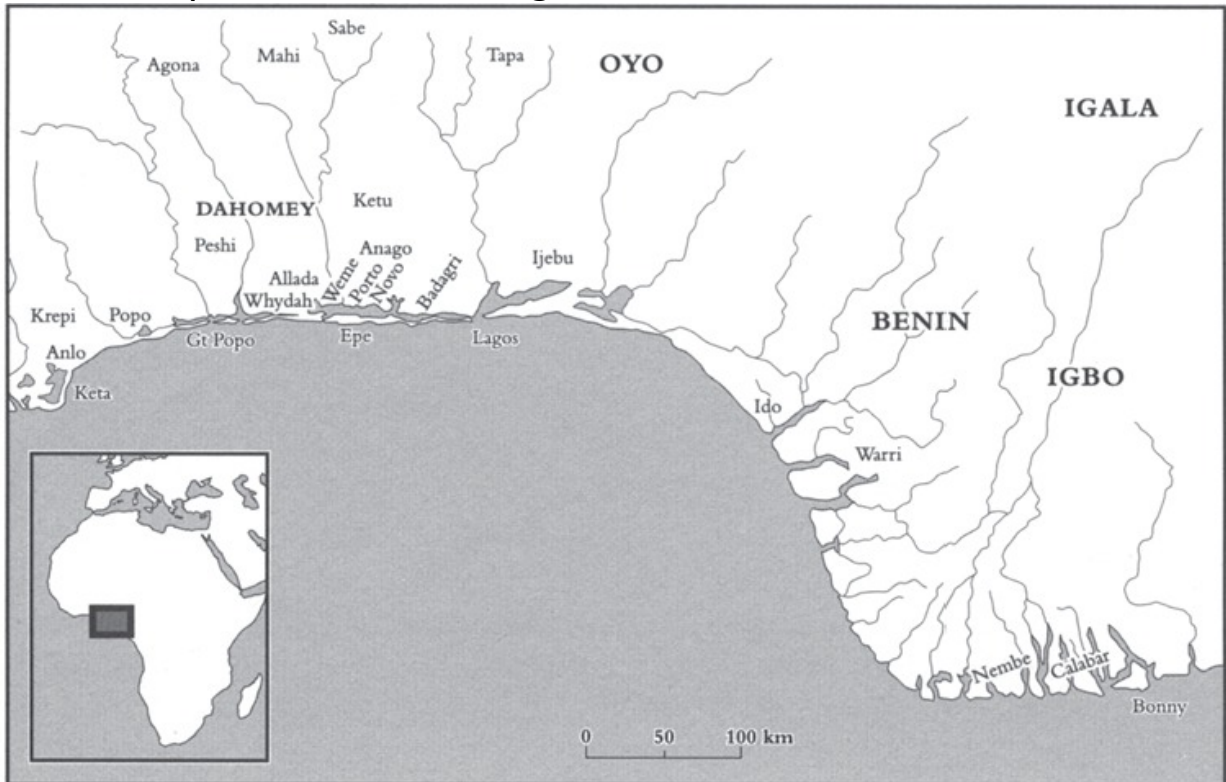 Sabe
Mahi
Tapa
Agona
OYO
IGALA
DAHOMEY
Ketu
Peshi
Anago
Ijebu
Allada
Weme
Porto
Novo
Badagri
Whydah
Krepi
Popo
Gt Popo
Epe
Lagos
BENIN
Anlo
Keta
IGBO
Ido
Warri
Nembe
Calabar
Bonny
0 50 100 km